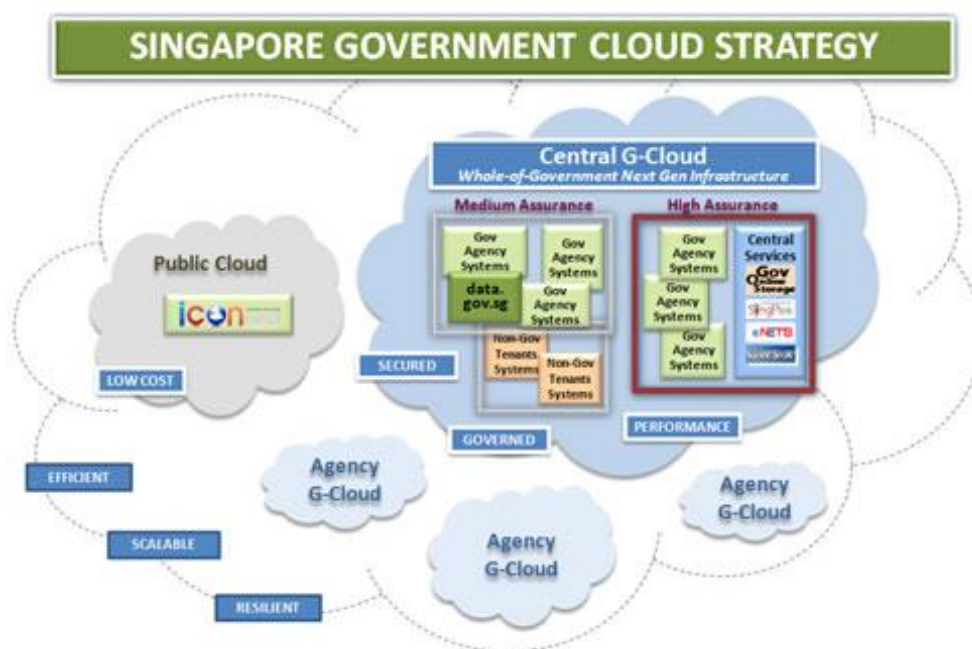 SINGAPORE GOVERNMENT CLOUD STRATEGY
Central G-Cloud
Whole-of-Government Next Gen Infrastructure
Medium Assurance
High Assurance
Gov
Agency
Systems
data.
gov.sg
Gov
Agency
Systems
Gov
Agency Systems
Non-Gov
Tenants
Systems
Non-Gov
Tenants
Systems
Gov
Agency
Systems
Gov
Agency
Systems
Gov
Agency
Systems
Central
Services
Gov
Online
Storage
SingPass
eNETS
Public Cloud
icon
LOW COST
SECURED
GOVERNED
PERFORMANCE
EFFICIENT
SCALABLE
RESILIENT
Agency
G-Cloud
Agency
G-Cloud
Agency
G-Cloud